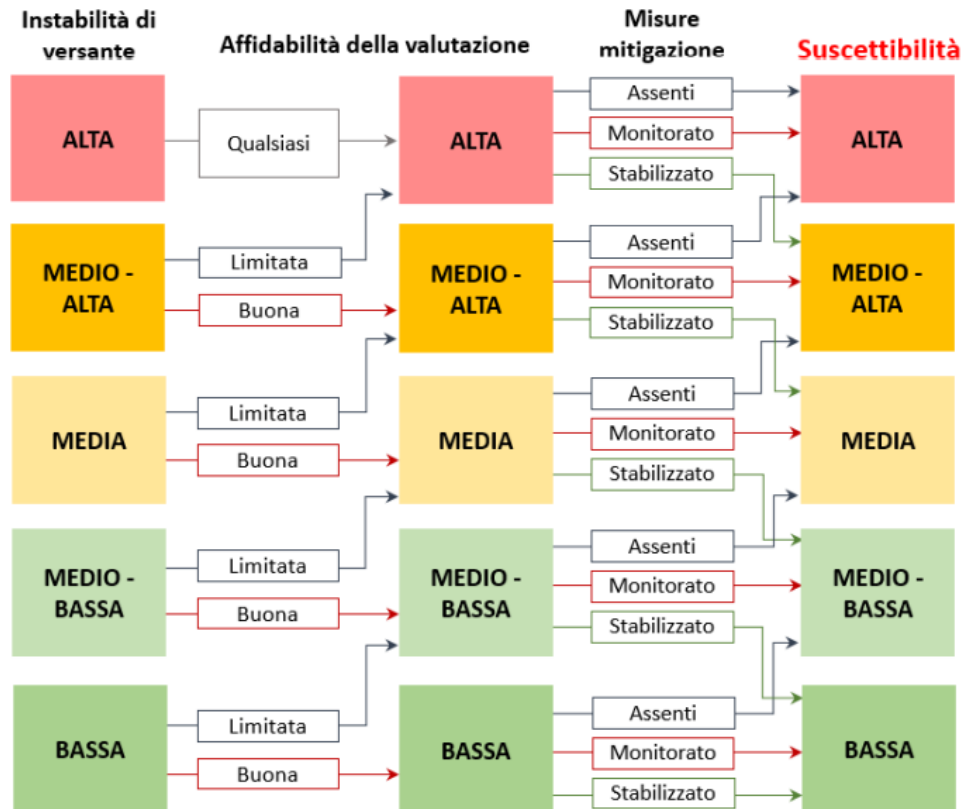 Instabilità di
versante
Affidabilità della valutazione
Misure
mitigazione
Suscettibilità
ALTA
Qualsiasi
ALTA
Assenti
Monitorato
Stabilizzato
ALTA
MEDIO -
ALTA
Limitata
Buona
MEDIO -
ALTA
Assenti
Monitorato
Stabilizzato
MEDIO -
ALTA
MEDIA
Limitata
Buona
MEDIA
Assenti
Monitorato
Stabilizzato
MEDIA
MEDIO -
BASSA
Limitata
Buona
MEDIO -
BASSA
Assenti
Monitorato
Stabilizzato
MEDIO -
BASSA
BASSA
Limitata
Buona
BASSA
Assenti
Monitorato
Stabilizzato
BASSA